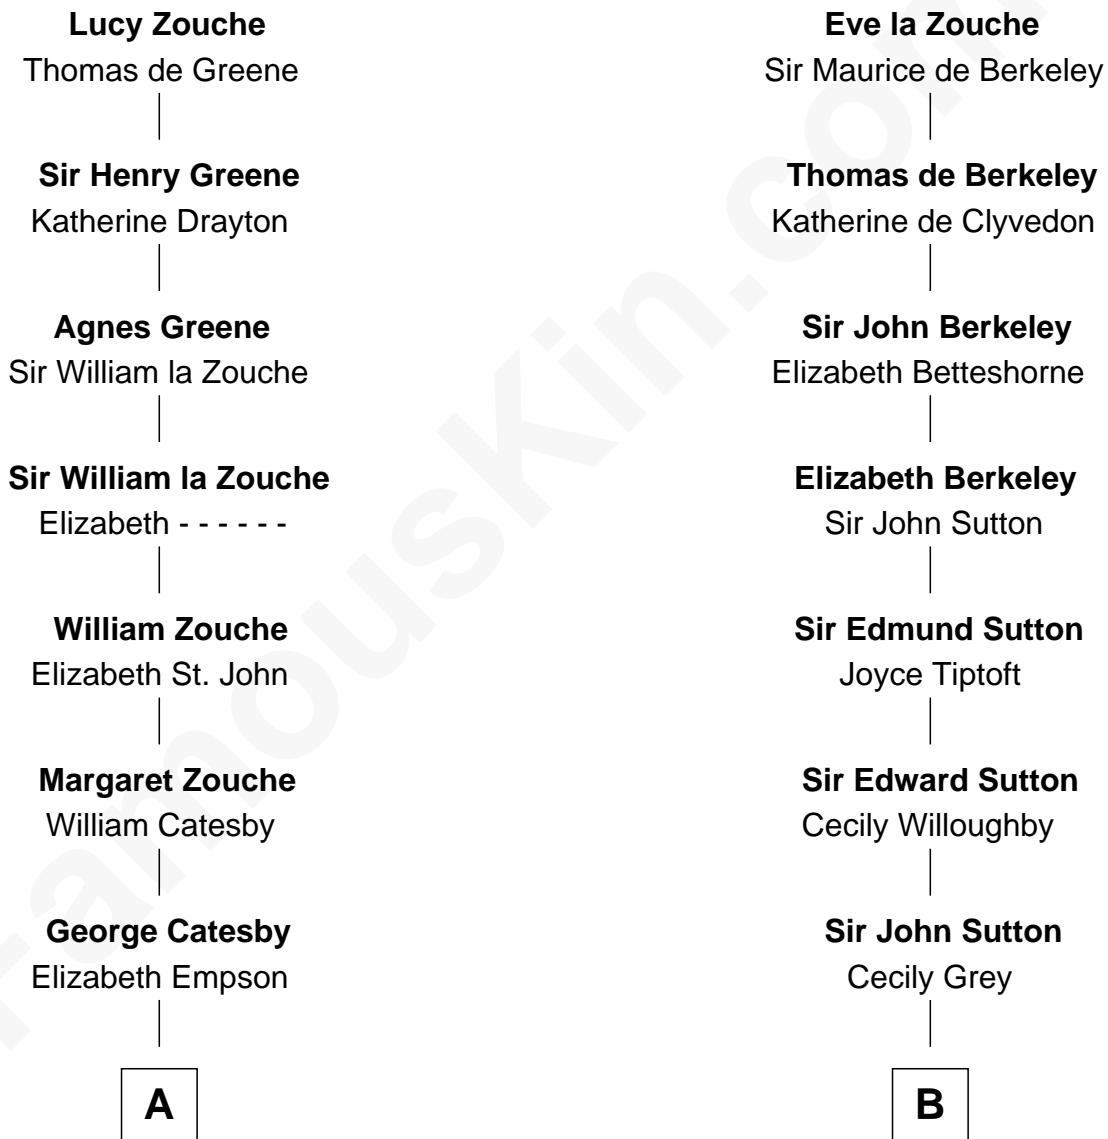 Lucy Zouche
Thomas de Greene
Sir Henry Greene
Katherine Drayton
Agnes Greene
Sir William la Zouche
Sir William la Zouche
Elizabeth - - - - - -
William Zouche
Elizabeth St. John
Margaret Zouche
William Catesby
George Catesby
Elizabeth Empson
A
Eve la Zouche
Sir Maurice de Berkeley
Thomas de Berkeley
Katherine de Clyvedon
Sir John Berkeley
Elizabeth Betteshorne
Elizabeth Berkeley
Sir John Sutton
Sir Edmund Sutton
Joyce Tiptoft
Sir Edward Sutton
Cecily Willoughby
Sir John Sutton
Cecily Grey
B
FamousKin.com